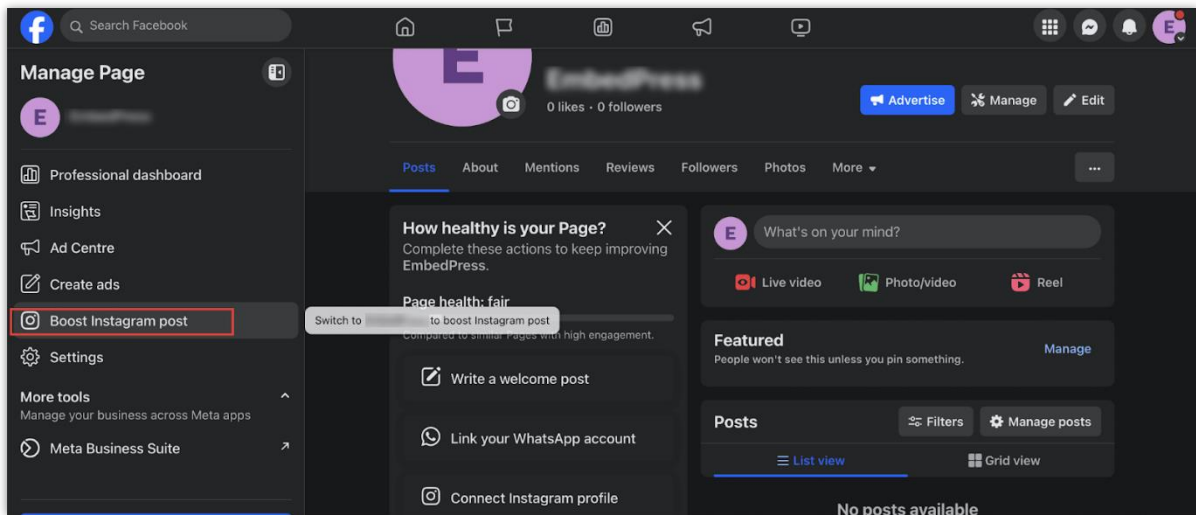 Search Facebook
Manage Page
E
Professional dashboard
Insights
Ad Centre
Create ads
Boost Instagram post
Settings
More tools
Manage your business across Meta apps
Meta Business Suite
E
E
0 likes · 0 followers
Advertise
Manage
Edit
Posts About Mentions Reviews Followers Photos More
How healthy is your Page?
Complete these actions to keep improving
EmbedPress.
Page health: fair
Switch to to boost Instagram post
Compared to similar Pages with high engagement.
Write a welcome post
Link your WhatsApp account
Connect Instagram profile
E
What's on your mind?
Live video
Photo/video
Reel
Featured
People won't see this unless you pin something.
Manage
Posts
Filters
Manage posts
List view
Grid view
No posts available